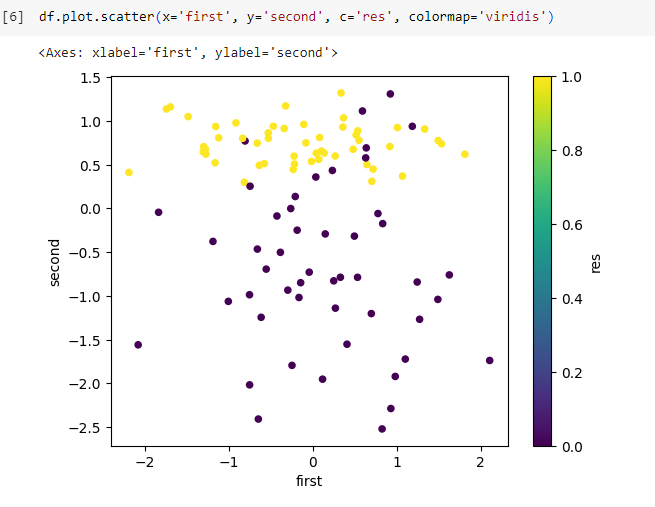 [6] df.plot.scatter(x='first', y='second', c='res', colormap='viridis')
<Axes: xlabel='first', ylabel='second'>
1.5
1.0
0.5
0.0
−0.5
−1.0
−1.5
−2.0
−2.5
second
−2 −1 0 1 2
first
1.0
0.8
0.6
0.4
0.2
0.0
res